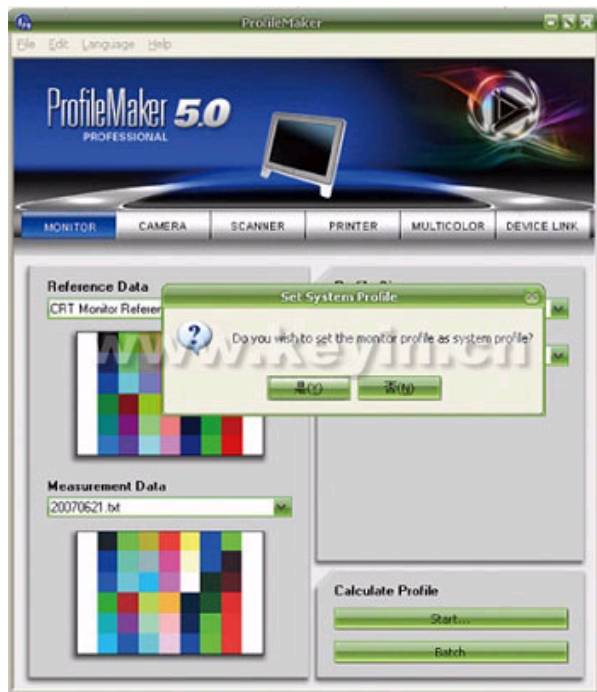 ProfileMaker
File Edit Language Help
ProfileMaker 5.0
PROFESSIONAL
MONITOR CAMERA SCANNER PRINTER MULTICOLOR DEVICE LINK
Reference Data
CRT Monitor Referen
Set System Profile
Do you wish to set the monitor profile as system profile?
www.keyin.cn
是(Y) 否(N)
Measurement Data
20070621.txt
Calculate Profile
Start...
Batch